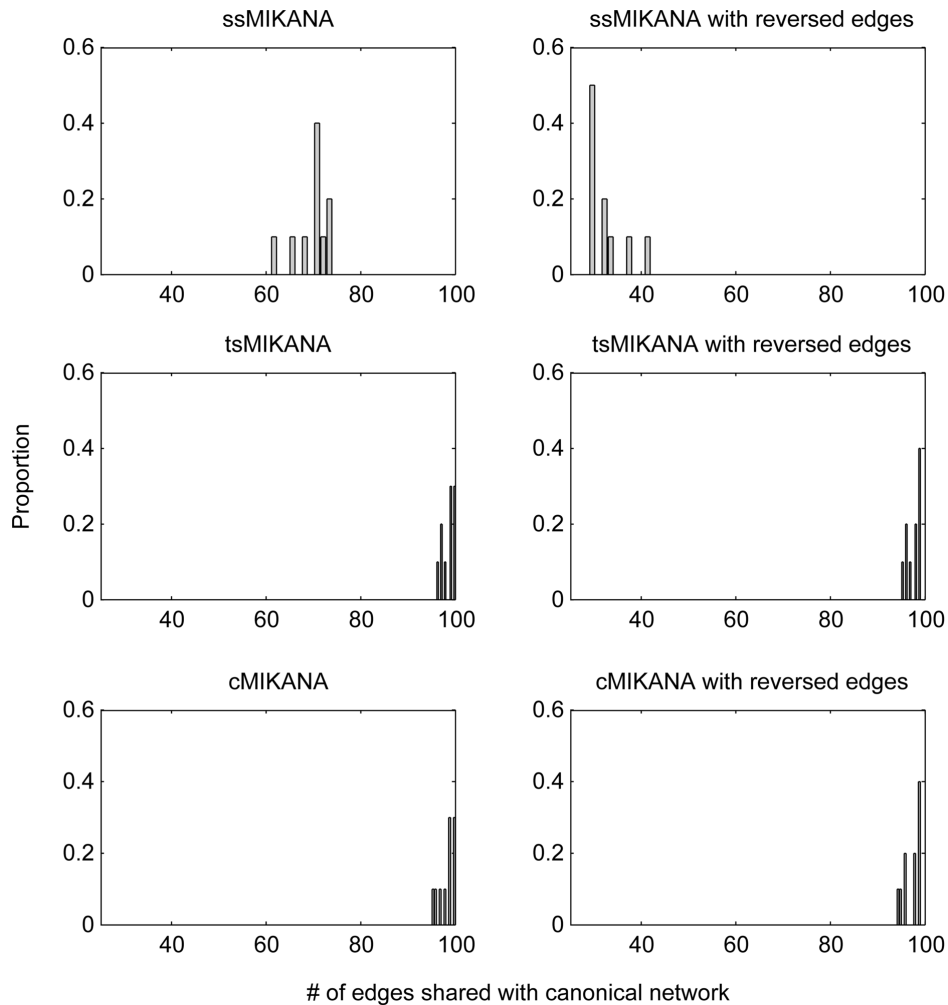 ssMIKANA
ssMIKANA with reversed edges
0.6
0.4
0.2
0
40 60 80 100
0.6
0.4
0.2
0
40 60 80 100
tsMIKANA
tsMIKANA with reversed edges
Proportion
0.6
0.4
0.2
0
40 60 80 100
0.6
0.4
0.2
0
40 60 80 100
cMIKANA
cMIKANA with reversed edges
0.6
0.4
0.2
0
40 60 80 100
0.6
0.4
0.2
0
40 60 80 100
# of edges shared with canonical network